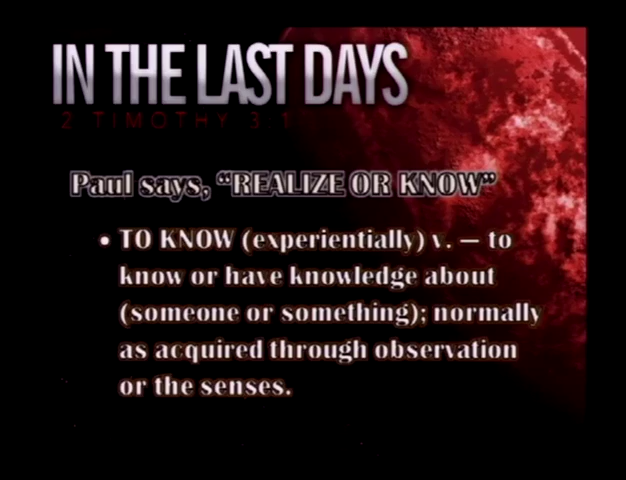 IN THE LAST DAYS
2 TIMOTHY 3 1
Paul says, “REALIZE OR KNOW”
• TO KNOW (experientially) v. — to
know or have knowledge about
(someone or something); normally
as acquired through observation
or the senses.